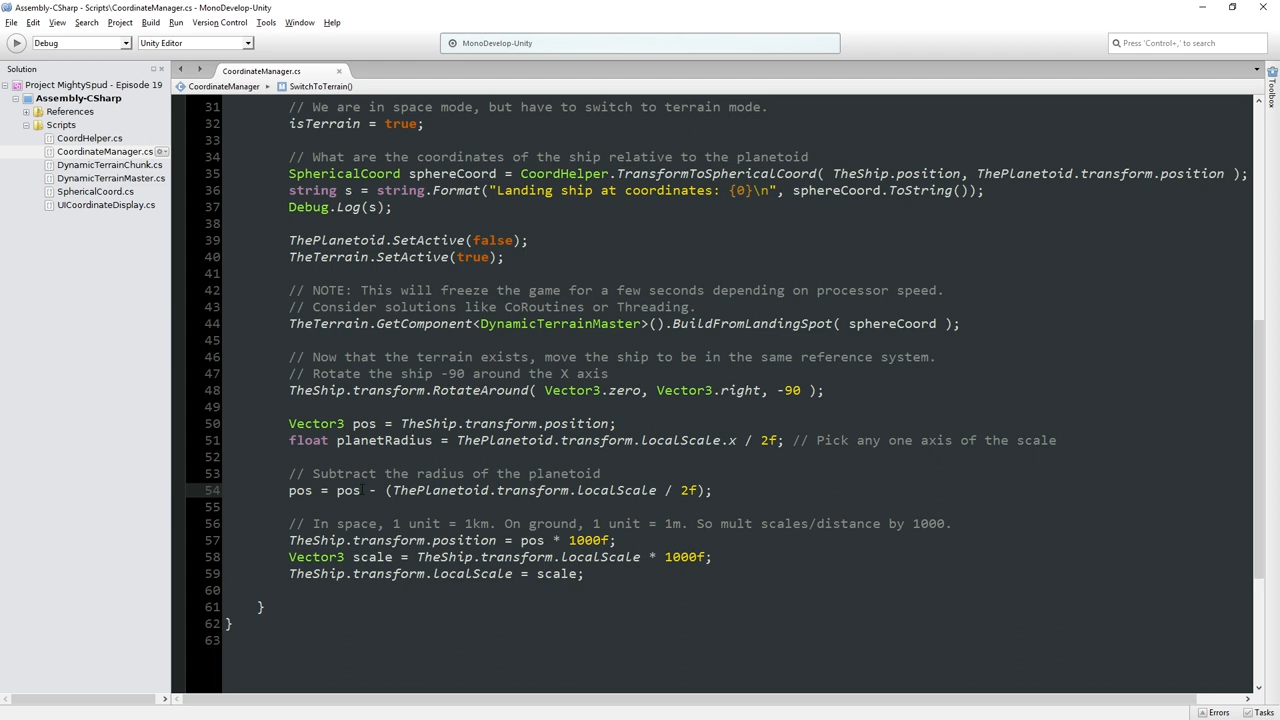 Assembly-CSharp - Scripts\CoordinateManager.cs - MonoDevelop-Unity
File Edit View Search Project Build Run Version Control Tools Window Help
Debug Unity Editor MonoDevelop-Unity Press 'Control+,' to search
Solution
CoordinateManager.cs
CoordinateManager SwitchToTerrain()
Project MightySpud - Episode 19
Assembly-CSharp
References
Scripts
CoordHelper.cs
CoordinateManager.cs
DynamicTerrainChunk.cs
DynamicTerrainMaster.cs
SphericalCoord.cs
UICoordinateDisplay.cs
31 // We are in space mode, but have to switch to terrain mode.
32 isTerrain = true;
33
34 // What are the coordinates of the ship relative to the planetoid
35 SphericalCoord sphereCoord = CoordHelper.TransformToSphericalCoord( TheShip.position, ThePlanetoid.transform.position );
36 string s = string.Format("Landing ship at coordinates: {0}\n", sphereCoord.ToString());
37 Debug.Log(s);
38
39 ThePlanetoid.SetActive(false);
40 TheTerrain.SetActive(true);
41
42 // NOTE: This will freeze the game for a few seconds depending on processor speed.
43 // Consider solutions like CoRoutines or Threading.
44 TheTerrain.GetComponent<DynamicTerrainMaster>().BuildFromLandingSpot( sphereCoord );
45
46 // Now that the terrain exists, move the ship to be in the same reference system.
47 // Rotate the ship -90 around the X axis
48 TheShip.transform.RotateAround( Vector3.zero, Vector3.right, -90 );
49
50 Vector3 pos = TheShip.transform.position;
51 float planetRadius = ThePlanetoid.transform.localScale.x / 2f; // Pick any one axis of the scale
52
53 // Subtract the radius of the planetoid
54 pos = pos - (ThePlanetoid.transform.localScale / 2f);
55
56 // In space, 1 unit = 1km. On ground, 1 unit = 1m. So mult scales/distance by 1000.
57 TheShip.transform.position = pos * 1000f;
58 Vector3 scale = TheShip.transform.localScale * 1000f;
59 TheShip.transform.localScale = scale;
60
61 }
62 }
63
Toolbox
Errors Tasks